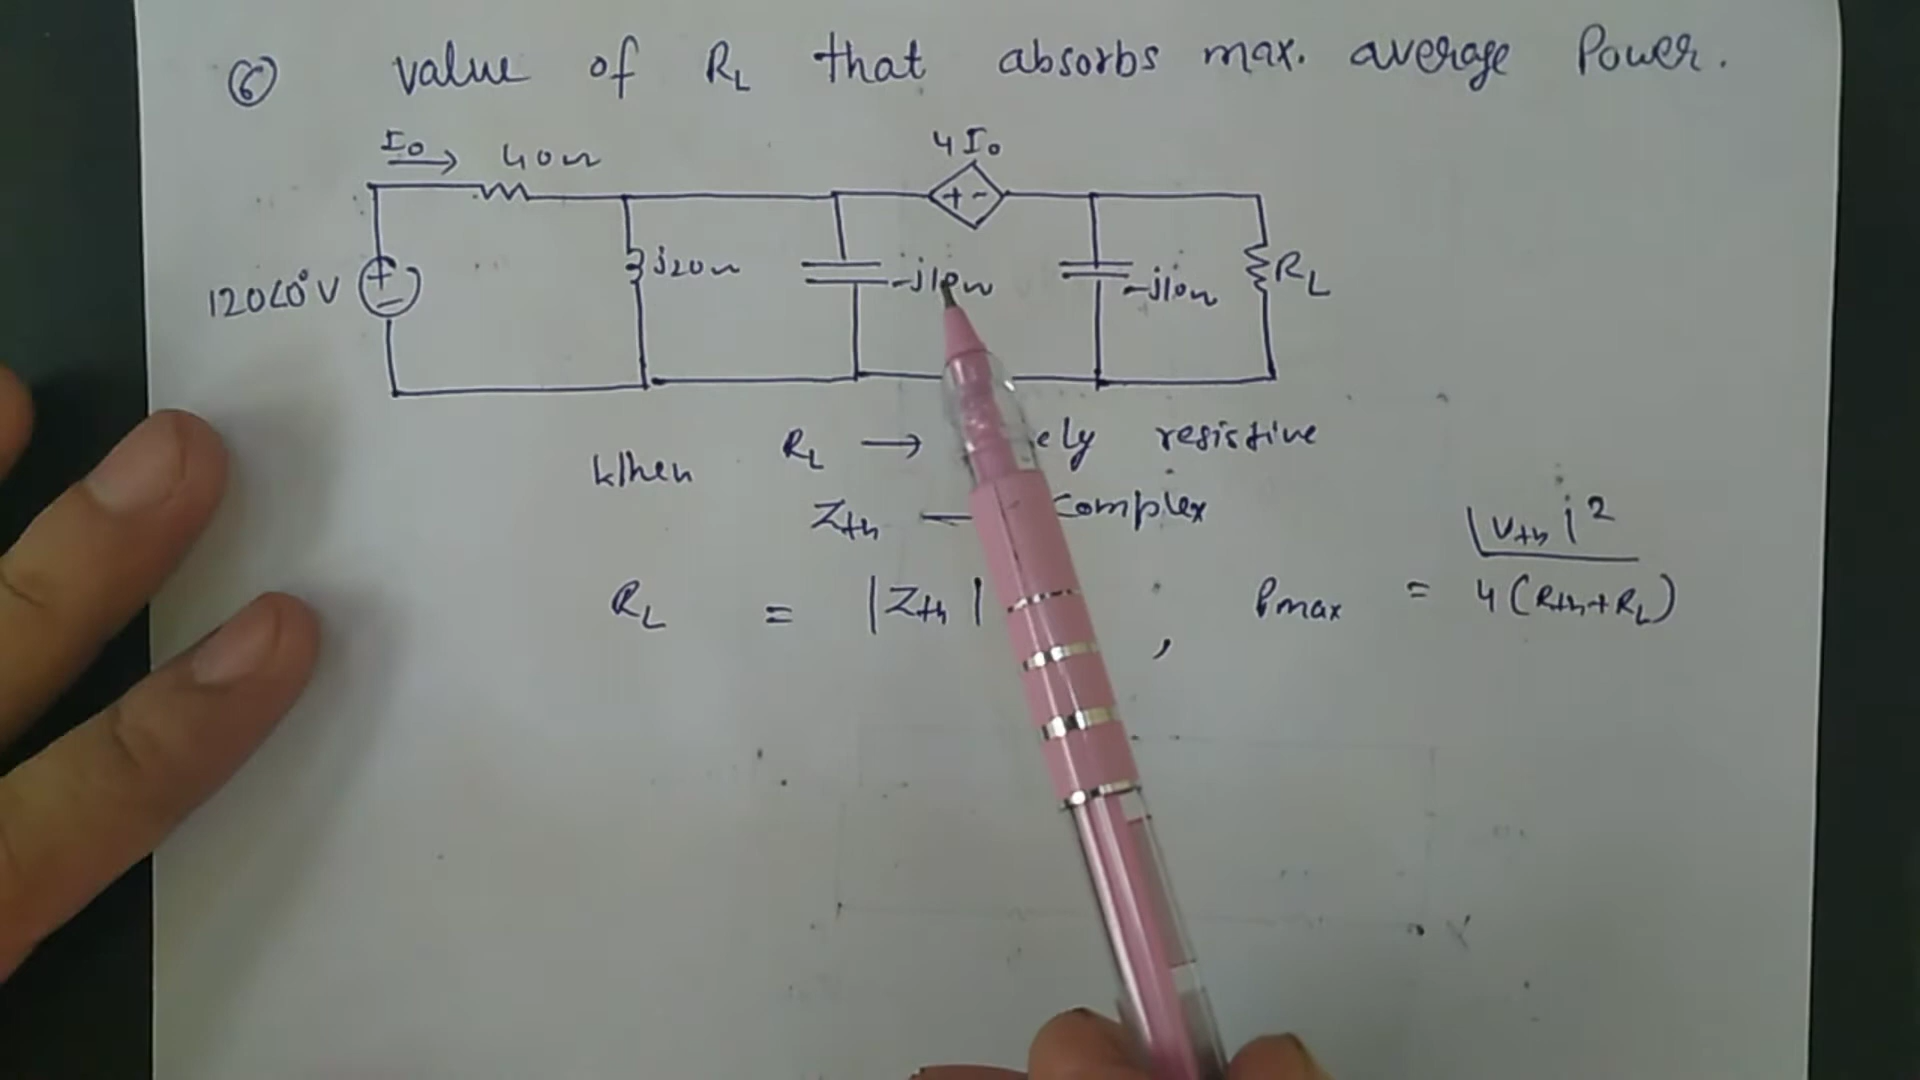 ⑥ value of RL that absorbs max. average Power.
Io → 40Ω
4Io
+ -
120∠0° V
+
-
j20Ω
-j10Ω
-j10Ω
RL
When RL → ely resistive
Zth complex
RL = |Zth| , Pmax = |Vth|² / 4(Rth+RL)